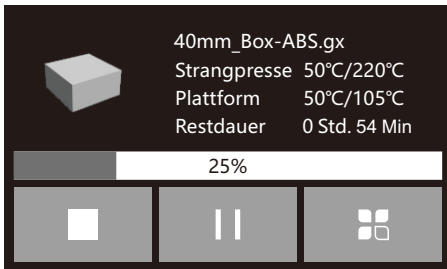 40mm_Box-ABS.gx
Strangpresse 50℃/220℃
Plattform 50℃/105℃
Restdauer 0 Std. 54 Min
25%